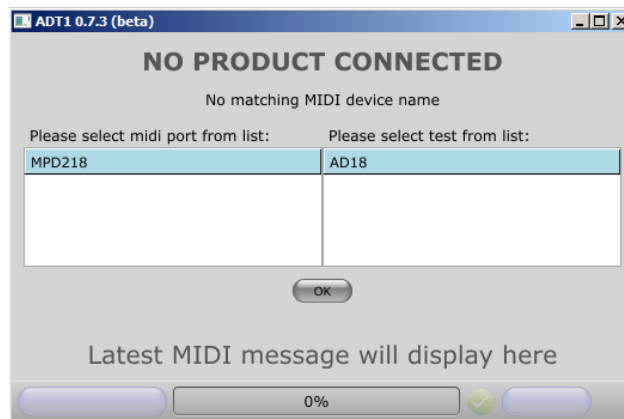 ADT1 0.7.3 (beta)
NO PRODUCT CONNECTED
No matching MIDI device name
Please select midi port from list:
Please select test from list:
MPD218
AD18
OK
Latest MIDI message will display here
0%